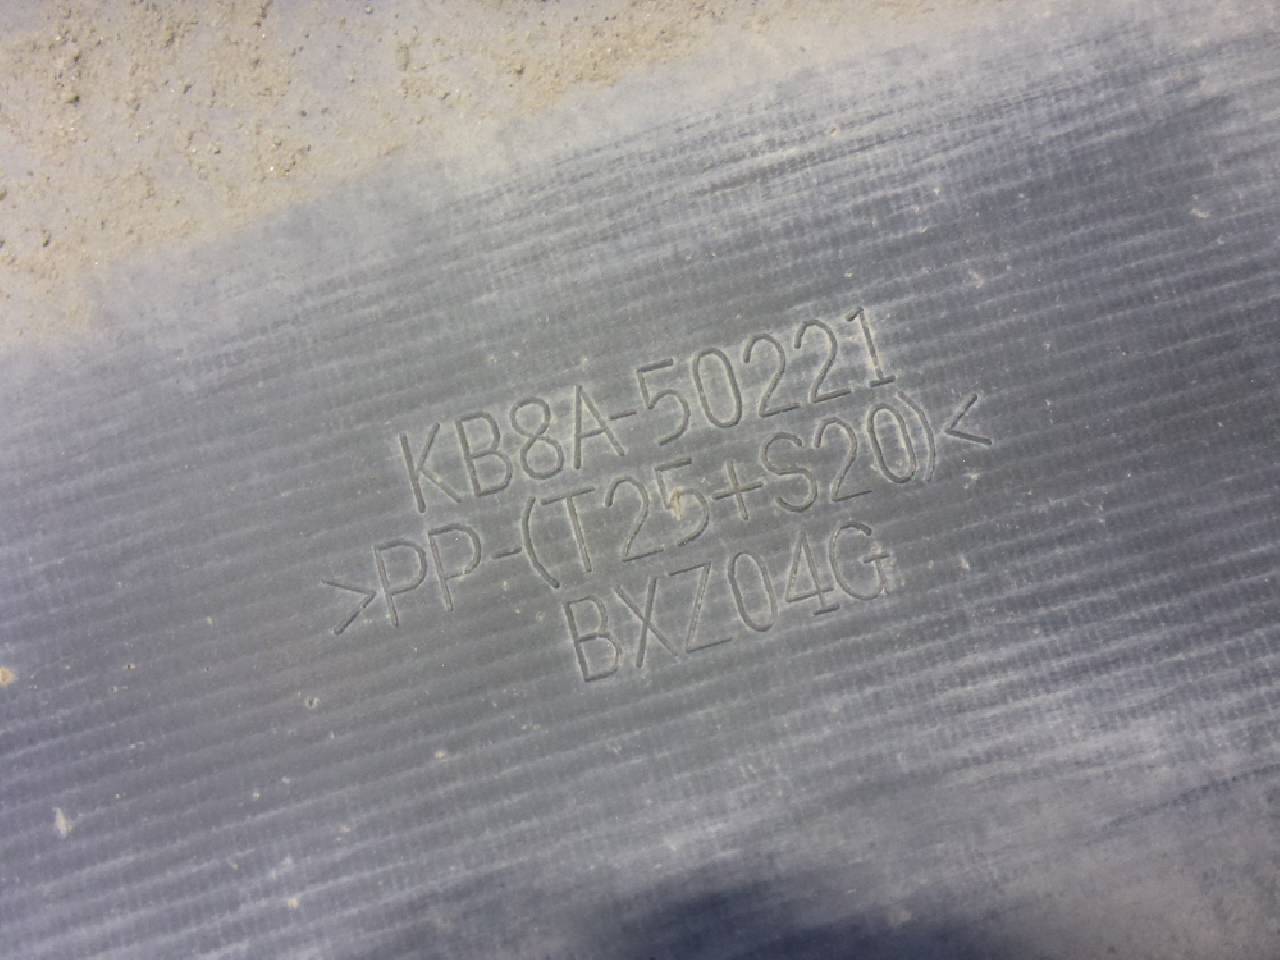 KB8A-50221
>PP-(T25+S20)<
BXZ04G